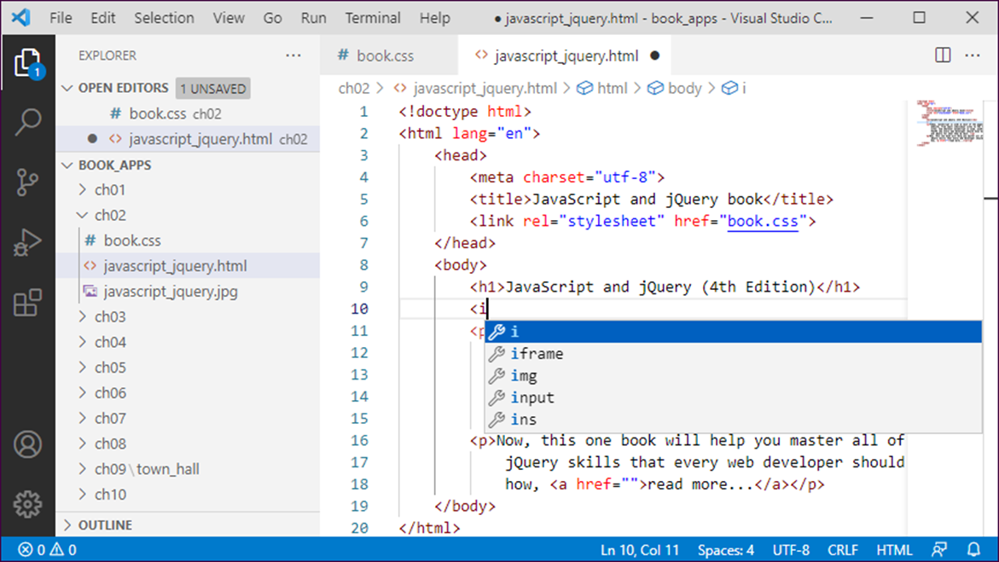 File Edit Selection View Go Run Terminal Help ● javascript_jquery.html - book_apps - Visual Studio C...
EXPLORER ...
OPEN EDITORS 1 UNSAVED
# book.css ch02
● <> javascript_jquery.html ch02
BOOK_APPS
> ch01
ch02
# book.css
<> javascript_jquery.html
javascript_jquery.jpg
> ch03
> ch04
> ch05
> ch06
> ch07
> ch08
> ch09\town_hall
> ch10
> OUTLINE
1
# book.css <> javascript_jquery.html ● ...
ch02 > <> javascript_jquery.html > html > body > i
1 <!doctype html>
2 <html lang="en">
3 <head>
4 <meta charset="utf-8">
5 <title>JavaScript and jQuery book</title>
6 <link rel="stylesheet" href="book.css">
7 </head>
8 <body>
9 <h1>JavaScript and jQuery (4th Edition)</h1>
10 <i
11 <p
i
iframe
img
input
ins
12
13
14
15
16 <p>Now, this one book will help you master all of
17 jQuery skills that every web developer should
18 how, <a href="">read more...</a></p>
19 </body>
20 </html>
0 0 Ln 10, Col 11 Spaces: 4 UTF-8 CRLF HTML